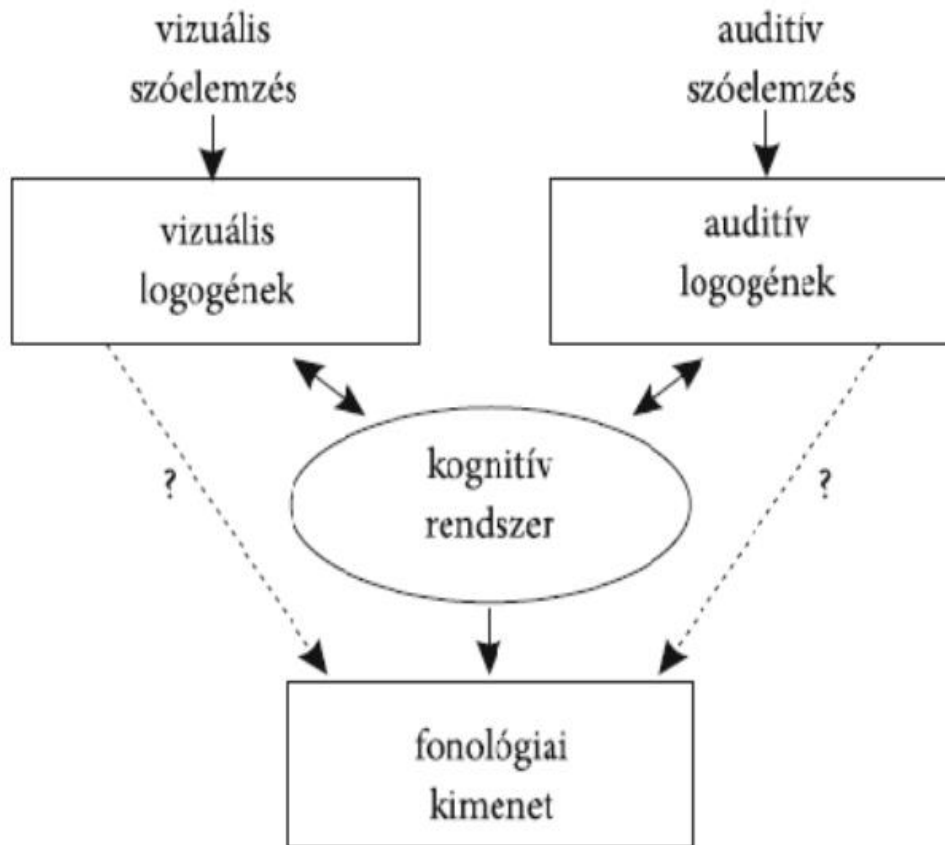 vizuális
szóelemzés
auditív
szóelemzés
vizuális
logogének
auditív
logogének
kognitív
rendszer
?
?
fonológiai
kimenet